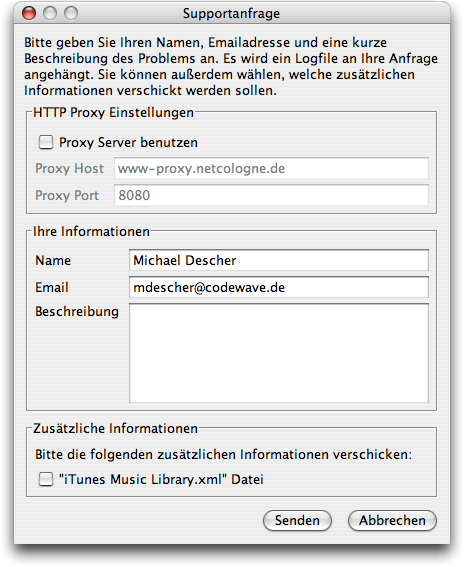 Supportanfrage
Bitte geben Sie Ihren Namen, Emailadresse und eine kurze
Beschreibung des Problems an. Es wird ein Logfile an Ihre Anfrage
angehängt. Sie können außerdem wählen, welche zusätzlichen
Informationen verschickt werden sollen.
HTTP Proxy Einstellungen
Proxy Server benutzen
Proxy Host www-proxy.netcologne.de
Proxy Port 8080
Ihre Informationen
Name Michael Descher
Email mdescher@codewave.de
Beschreibung
Zusätzliche Informationen
Bitte die folgenden zusätzlichen Informationen verschicken:
"iTunes Music Library.xml" Datei
Senden Abbrechen